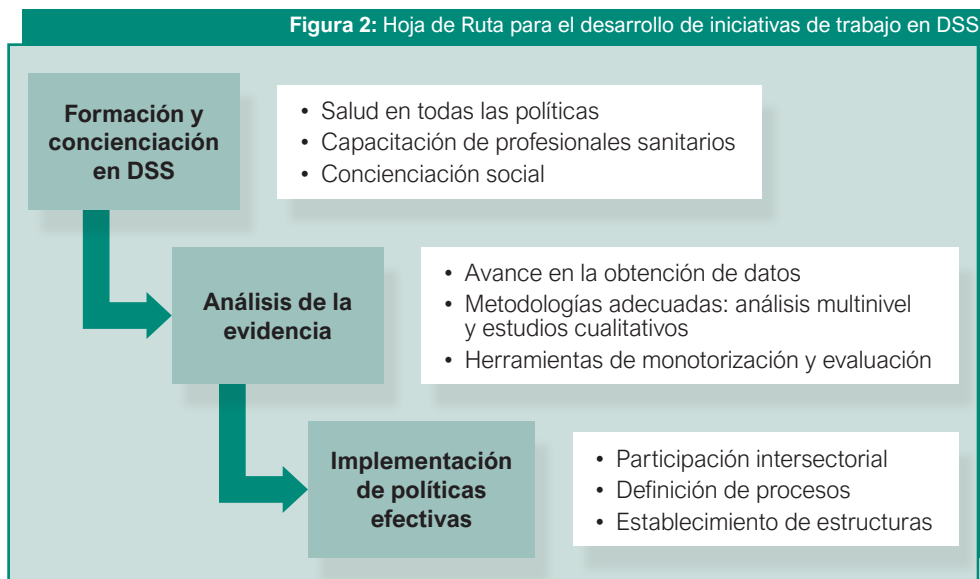 Figura 2: Hoja de Ruta para el desarrollo de iniciativas de trabajo en DSS
Formación y
concienciación
en DSS
• Salud en todas las políticas
• Capacitación de profesionales sanitarios
• Concienciación social
Análisis de la
evidencia
• Avance en la obtención de datos
• Metodologías adecuadas: análisis multinivel
y estudios cualitativos
• Herramientas de monotorización y evaluación
Implementación
de políticas
efectivas
• Participación intersectorial
• Definición de procesos
• Establecimiento de estructuras